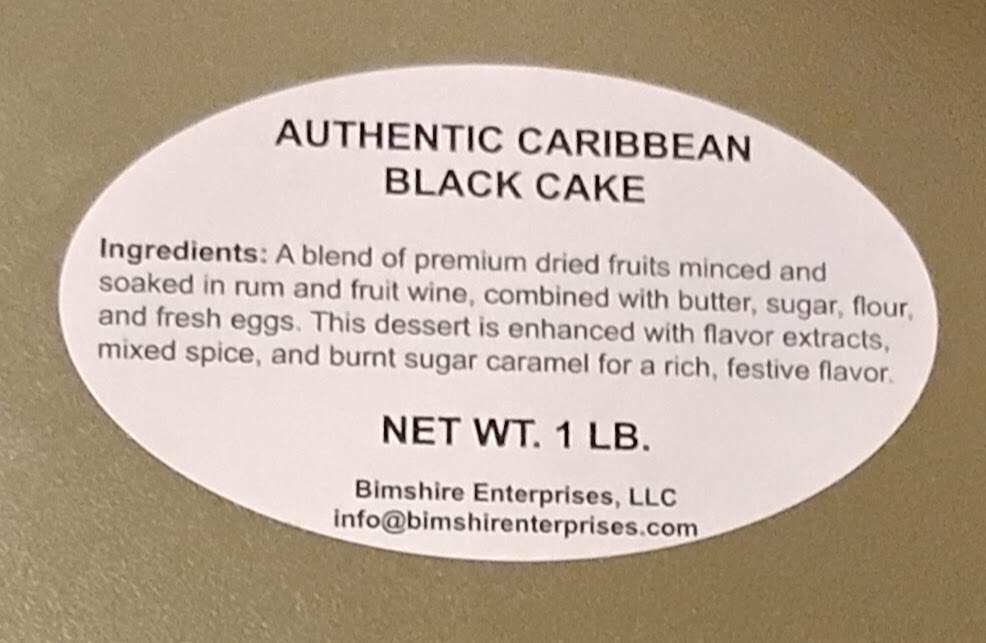 AUTHENTIC CARIBBEAN
BLACK CAKE
Ingredients: A blend of premium dried fruits minced and
soaked in rum and fruit wine, combined with butter, sugar, flour,
and fresh eggs. This dessert is enhanced with flavor extracts,
mixed spice, and burnt sugar caramel for a rich, festive flavor.
NET WT. 1 LB.
Bimshire Enterprises, LLC
info@bimshirenterprises.com